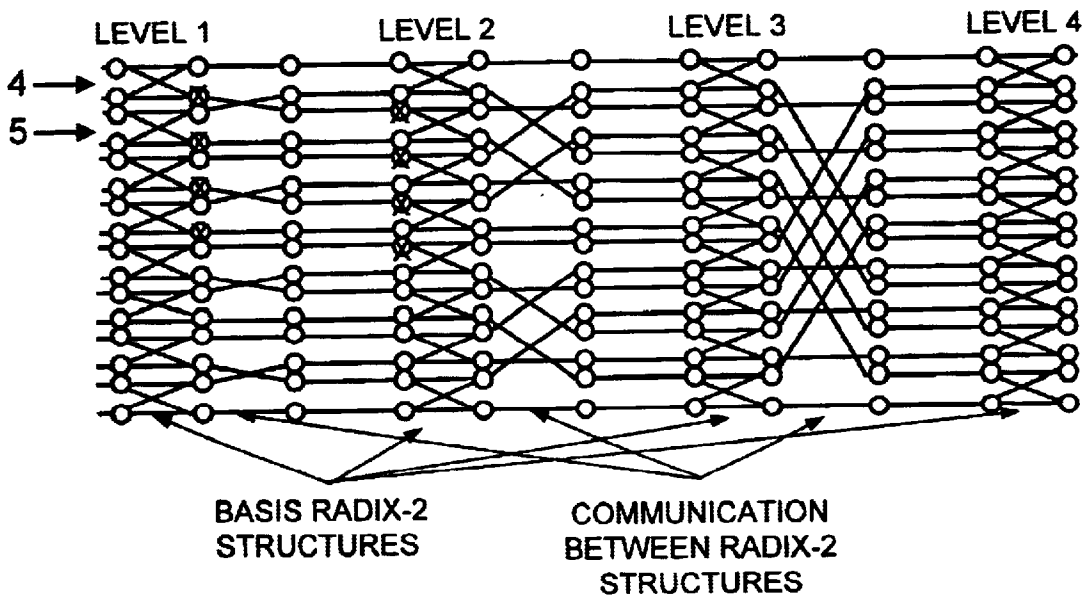 LEVEL 1 LEVEL 2 LEVEL 3 LEVEL 4
4
5
BASIS RADIX-2
STRUCTURES
COMMUNICATION
BETWEEN RADIX-2
STRUCTURES